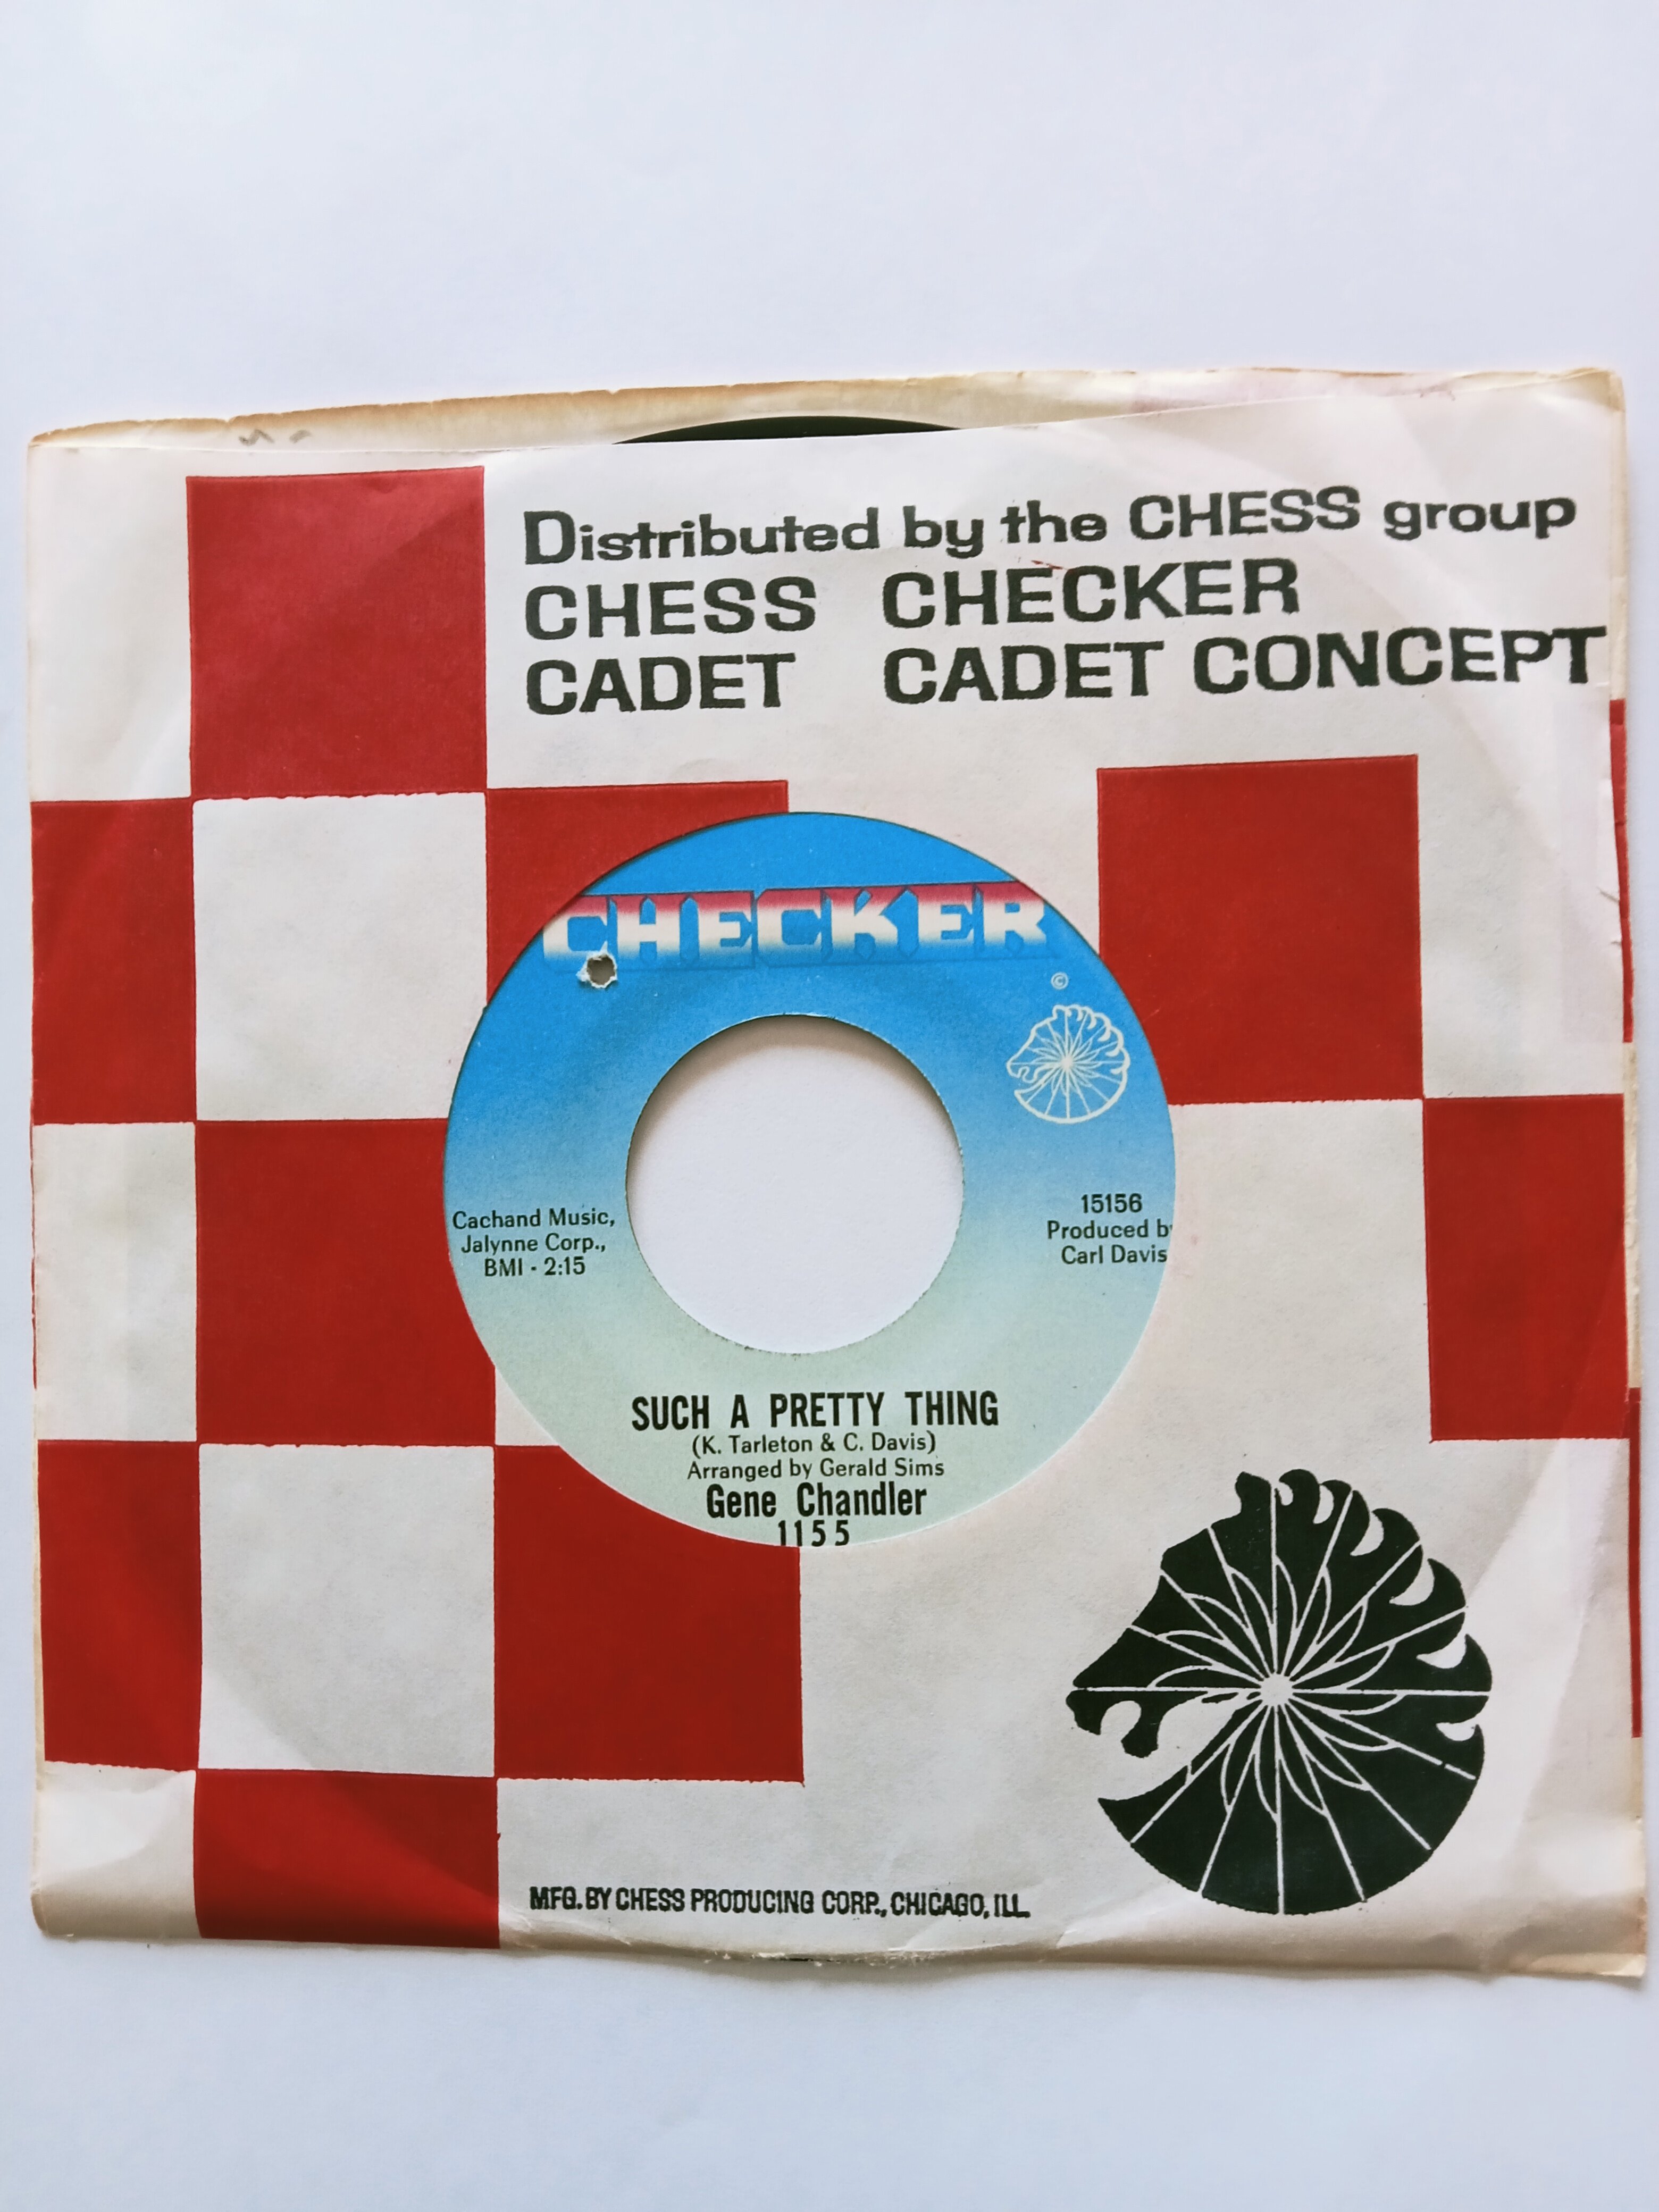 Distributed by the CHESS group
CHESS CHECKER
CADET CADET CONCEPT
CHECKER
©
Cachand Music,
Jalynne Corp.,
BMI - 2:15
15156
Produced by
Carl Davis
SUCH A PRETTY THING
(K. Tarleton & C. Davis)
Arranged by Gerald Sims
Gene Chandler
1155
MFG. BY CHESS PRODUCING CORP., CHICAGO, ILL.